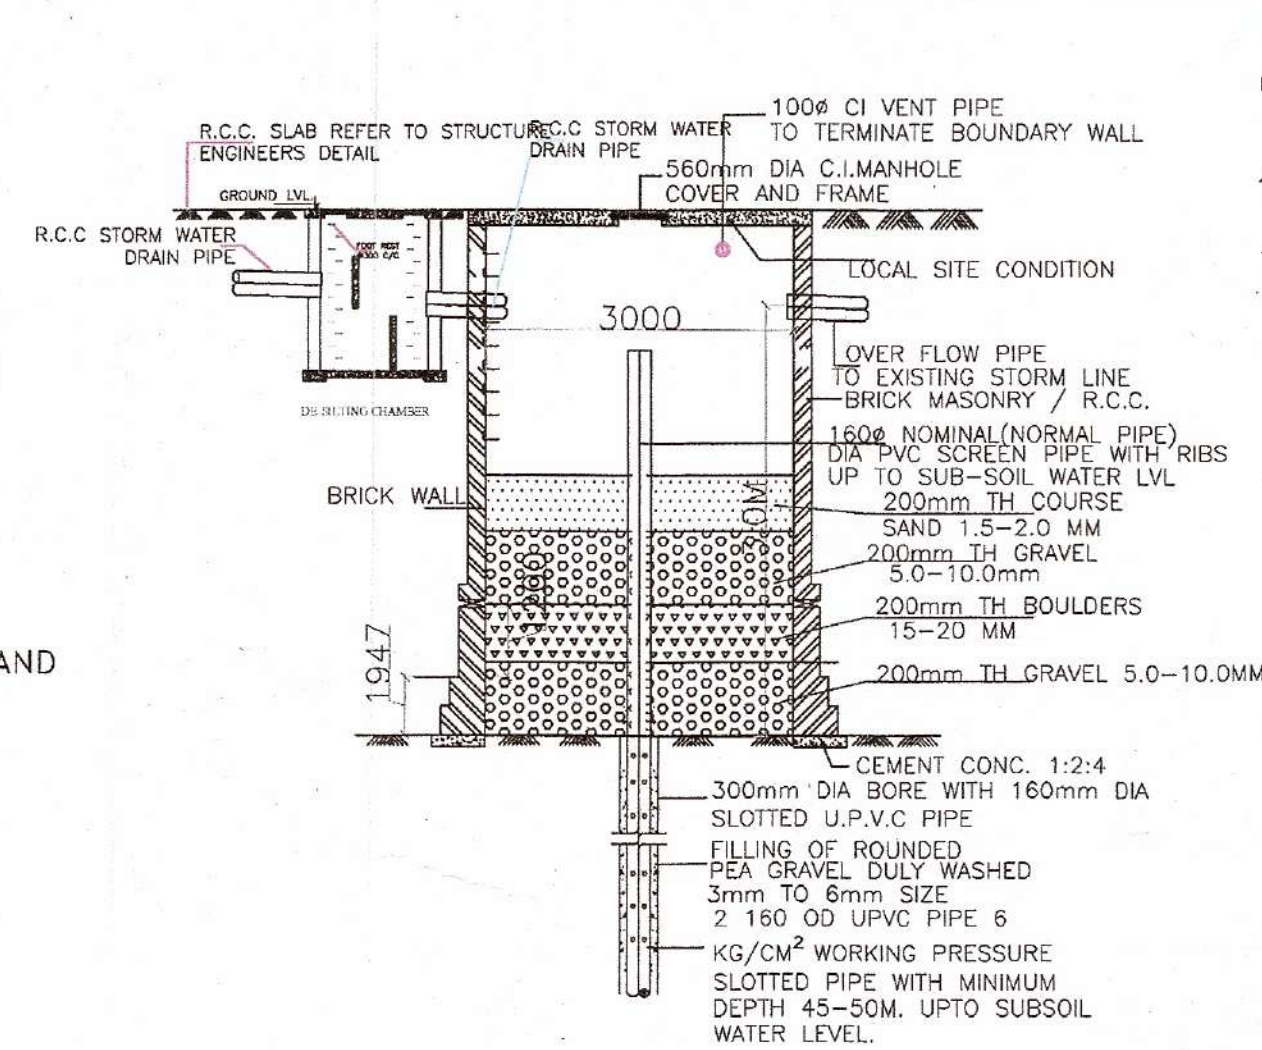 100ø CI VENT PIPE
TO TERMINATE BOUNDARY WALL
R.C.C. SLAB REFER TO STRUCTURE
ENGINEERS DETAIL
R.C.C STORM WATER
DRAIN PIPE
560mm DIA C.I.MANHOLE
COVER AND FRAME
GROUND LVL.
R.C.C STORM WATER
DRAIN PIPE
FOOT REST
@300 C/C.
LOCAL SITE CONDITION
3000
OVER FLOW PIPE
TO EXISTING STORM LINE
BRICK MASONRY / R.C.C.
DE SILTING CHAMBER
160ø NOMINAL(NORMAL PIPE)
DIA PVC SCREEN PIPE WITH RIBS
UP TO SUB-SOIL WATER LVL
BRICK WALL
3.0M
200mm TH COURSE
SAND 1.5-2.0 MM
200mm TH GRAVEL
5.0-10.0mm
200mm TH BOULDERS
15-20 MM
1947
AND
200mm TH GRAVEL 5.0-10.0MM
CEMENT CONC. 1:2:4
300mm DIA BORE WITH 160mm DIA
SLOTTED U.P.V.C PIPE
FILLING OF ROUNDED
PEA GRAVEL DULY WASHED
3mm TO 6mm SIZE
2 160 OD UPVC PIPE 6
KG/CM² WORKING PRESSURE
SLOTTED PIPE WITH MINIMUM
DEPTH 45-50M. UPTO SUBSOIL
WATER LEVEL.